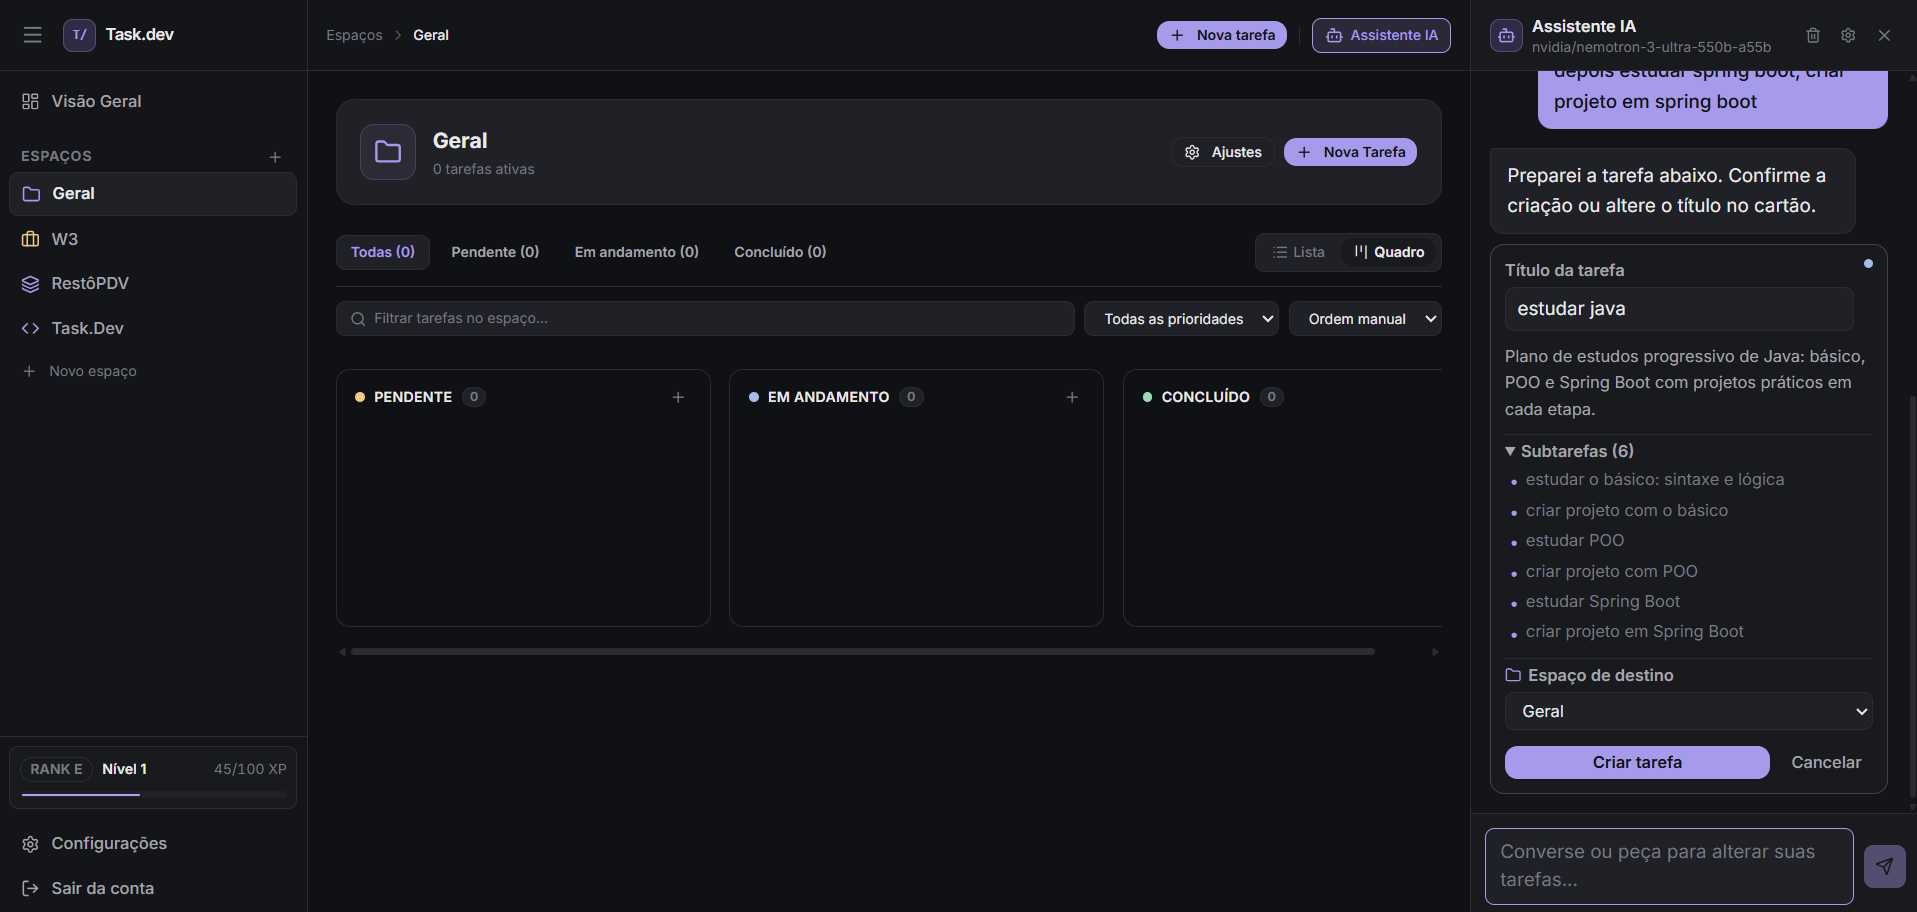 T/
Task.dev
Visão Geral
ESPAÇOS
Geral
W3
RestôPDV
Task.Dev
Novo espaço
RANK E
Nível 1
45/100 XP
Configurações
Sair da conta
Espaços
Geral
Nova tarefa
Assistente IA
Geral
0 tarefas ativas
Ajustes
Nova Tarefa
Todas (0)
Pendente (0)
Em andamento (0)
Concluído (0)
Lista
Quadro
Filtrar tarefas no espaço...
Todas as prioridades
Ordem manual
PENDENTE
0
EM ANDAMENTO
0
CONCLUÍDO
0
Assistente IA
nvidia/nemotron-3-ultra-550b-a55b
depois estudar spring boot, criar
projeto em spring boot
Preparei a tarefa abaixo. Confirme a
criação ou altere o título no cartão.
Título da tarefa
estudar java
Plano de estudos progressivo de Java: básico,
POO e Spring Boot com projetos práticos em
cada etapa.
Subtarefas (6)
estudar o básico: sintaxe e lógica
criar projeto com o básico
estudar POO
criar projeto com POO
estudar Spring Boot
criar projeto em Spring Boot
Espaço de destino
Geral
Criar tarefa
Cancelar
Converse ou peça para alterar suas
tarefas...